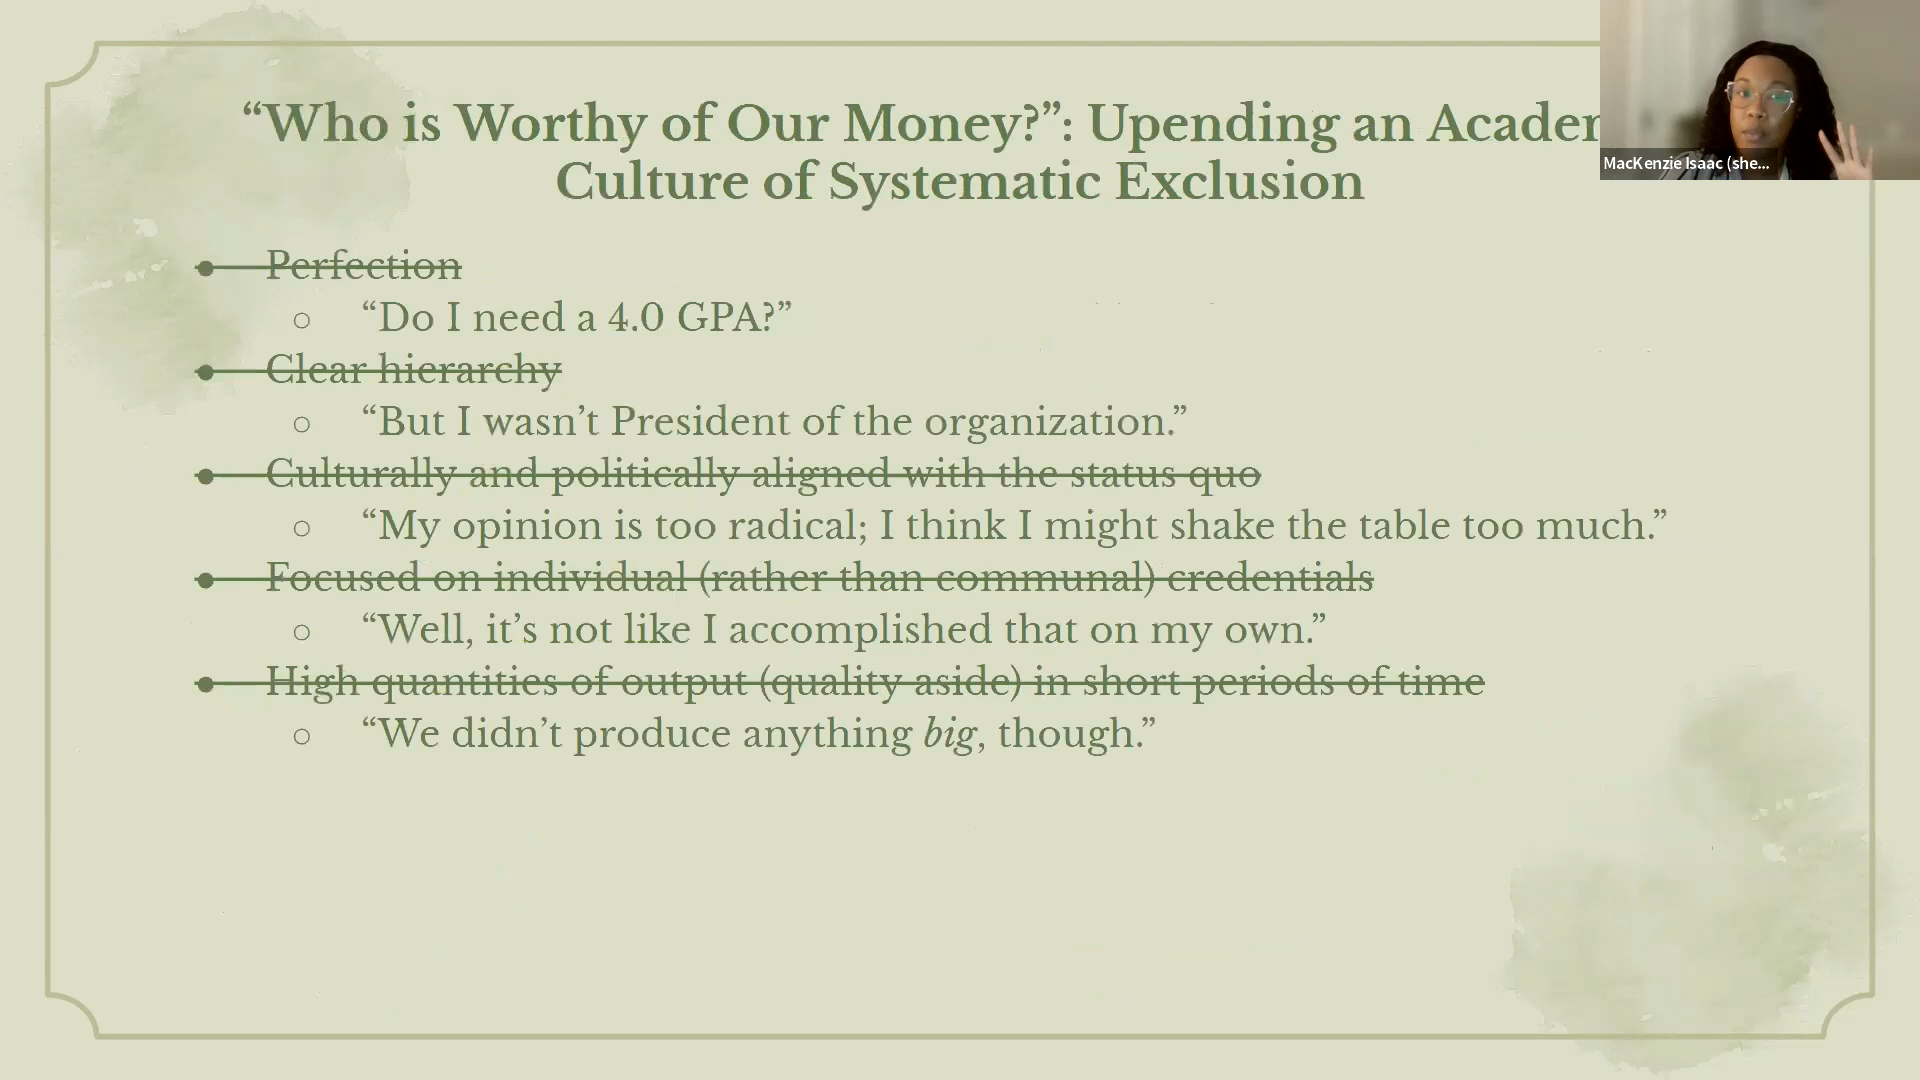 “Who is Worthy of Our Money?”: Upending an
Culture of Systematic Exclusion
MacKenzie Isaac (she...
Perfection
“Do I need a 4.0 GPA?”
Clear hierarchy
“But I wasn’t President of the organization.”
Culturally and politically aligned with the status quo
“My opinion is too radical; I think I might shake the table too much.”
Focused on individual (rather than communal) credentials
“Well, it’s not like I accomplished that on my own.”
High quantities of output (quality aside) in short periods of time
“We didn’t produce anything big, though.”